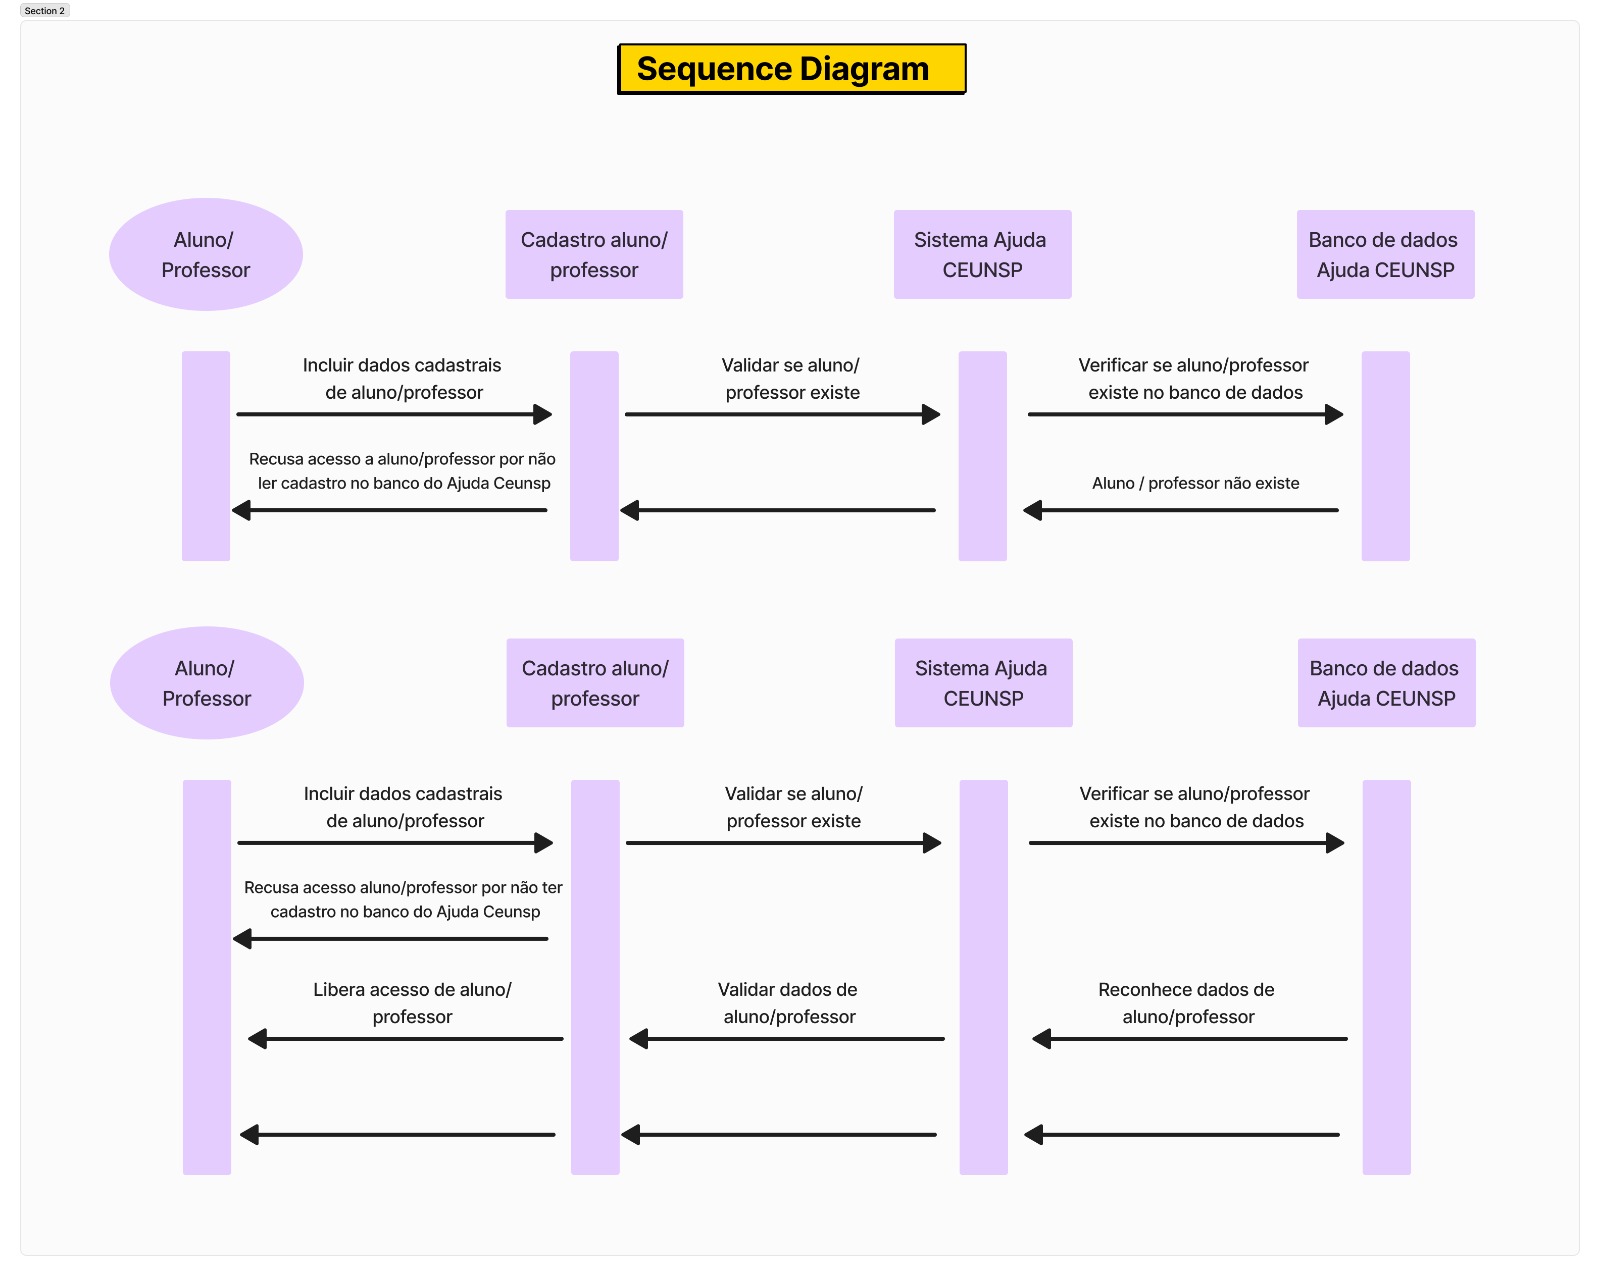 Section 2
Sequence Diagram
Aluno/
Professor
Cadastro aluno/
professor
Sistema Ajuda
CEUNSP
Banco de dados
Ajuda CEUNSP
Incluir dados cadastrais
de aluno/professor
Validar se aluno/
professor existe
Verificar se aluno/professor
existe no banco de dados
Recusa acesso a aluno/professor por não
ler cadastro no banco do Ajuda Ceunsp
Aluno / professor não existe
Aluno/
Professor
Cadastro aluno/
professor
Sistema Ajuda
CEUNSP
Banco de dados
Ajuda CEUNSP
Incluir dados cadastrais
de aluno/professor
Validar se aluno/
professor existe
Verificar se aluno/professor
existe no banco de dados
Recusa acesso aluno/professor por não ter
cadastro no banco do Ajuda Ceunsp
Libera acesso de aluno/
professor
Validar dados de
aluno/professor
Reconhece dados de
aluno/professor